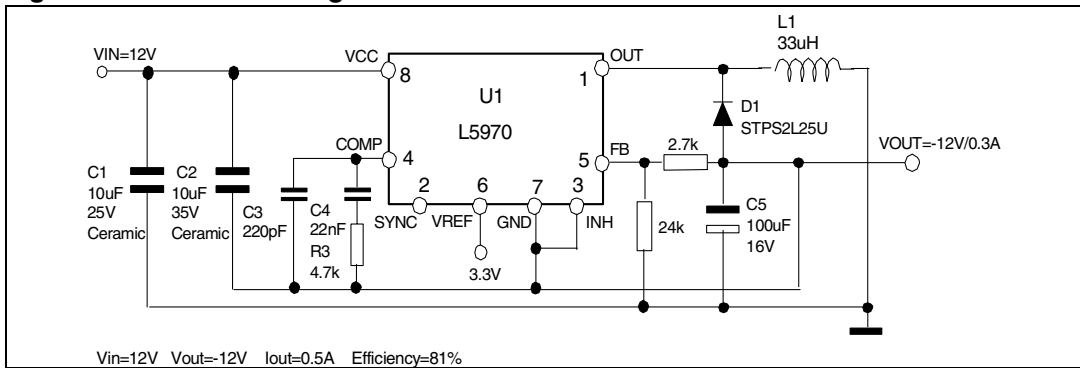 L1
33uH
VIN=12V
VCC
OUT
8
1
U1
L5970
D1
STPS2L25U
COMP
4
5
FB
2.7k
VOUT=-12V/0.3A
2
6
7
3
SYNC
VREF
GND
INH
C1
10uF
25V
Ceramic
C2
10uF
35V
Ceramic
C3
220pF
C4
22nF
R3
4.7k
3.3V
24k
C5
100uF
16V
Vin=12V Vout=-12V Iout=0.5A Efficiency=81%